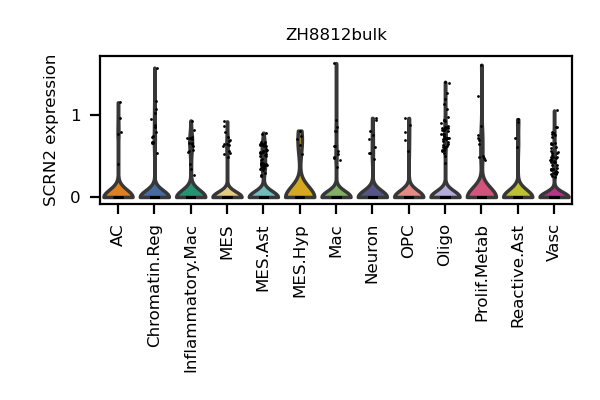 ZH8812bulk
SCRN2 expression
1
0
AC
Chromatin.Reg
Inflammatory.Mac
MES
MES.Ast
MES.Hyp
Mac
Neuron
OPC
Oligo
Prolif.Metab
Reactive.Ast
Vasc